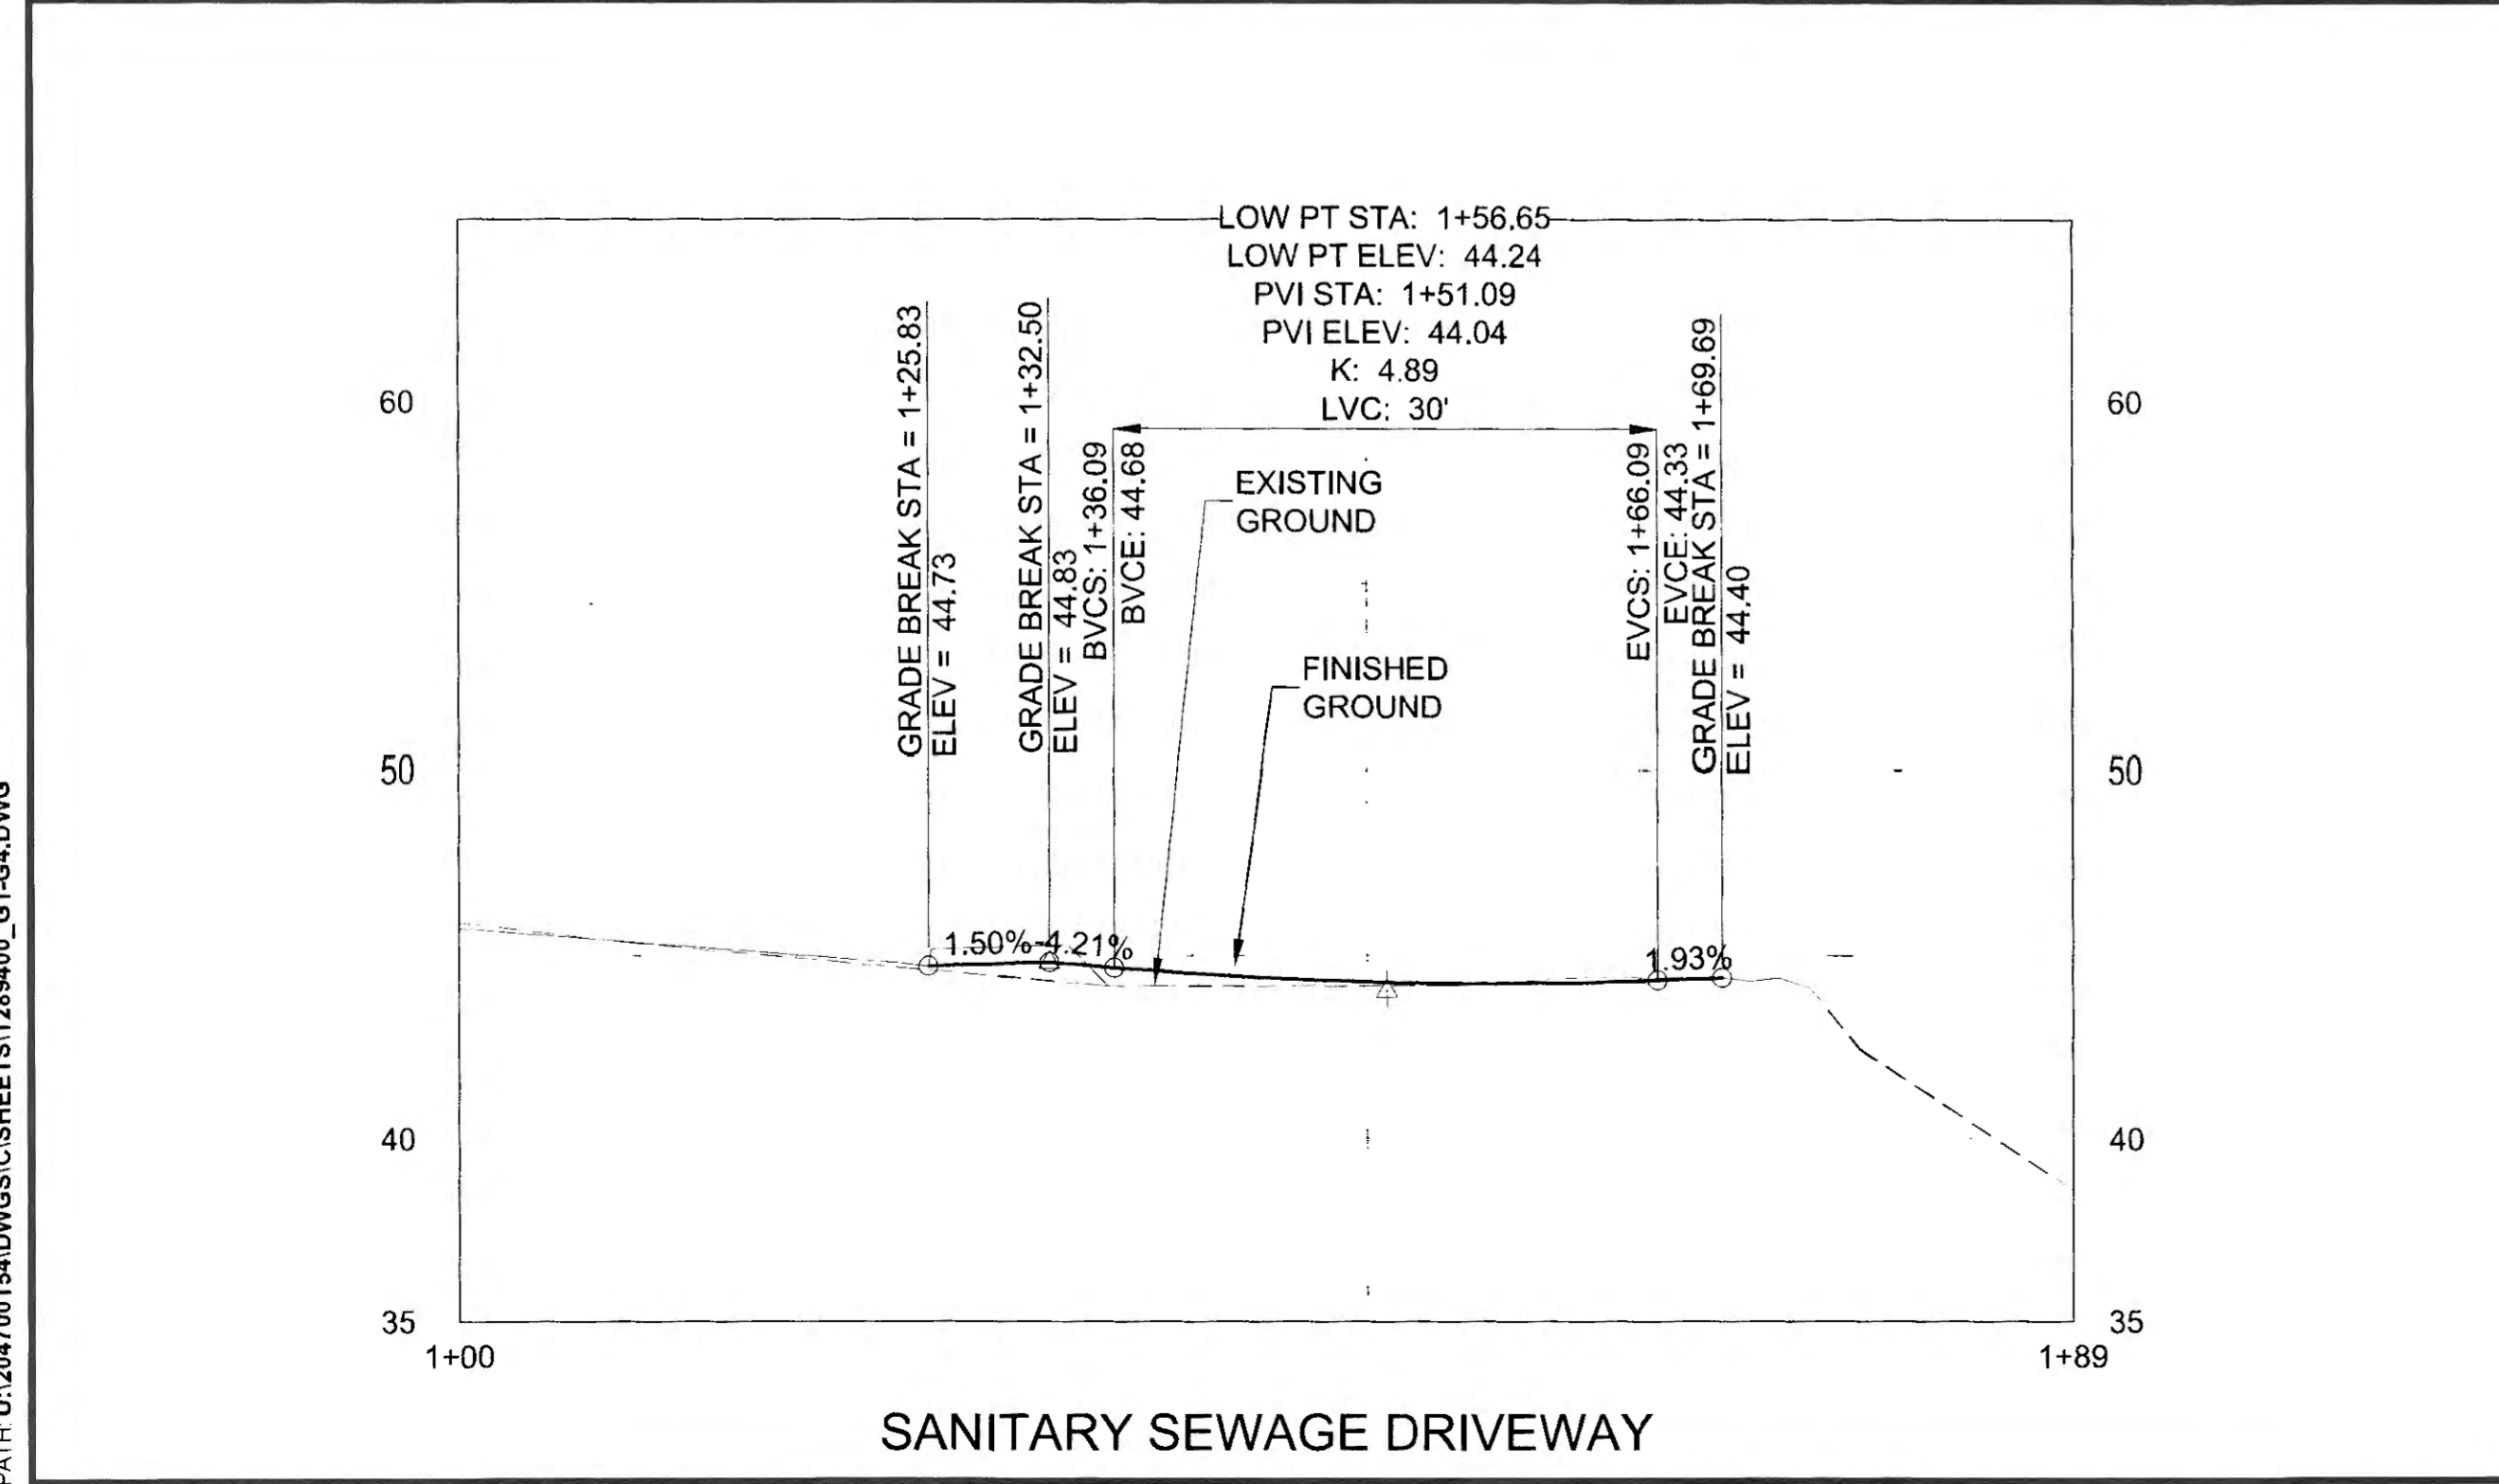 LOW PT STA: 1+56.65
LOW PT ELEV: 44.24
PVI STA: 1+51.09
PVI ELEV: 44.04
K: 4.89
LVC: 30'
GRADE BREAK STA = 1+25.83
ELEV = 44.73
GRADE BREAK STA = 1+32.50
ELEV = 44.83
BVCS: 1+36.09
BVCE: 44.68
EVCS: 1+66.09
EVCE: 44.33
GRADE BREAK STA = 1+69.69
ELEV = 44.40
EXISTING
GROUND
FINISHED
GROUND
1.50%
-4.21%
1.93%
60
50
40
35
60
50
40
35
1+00
1+89
SANITARY SEWAGE DRIVEWAY